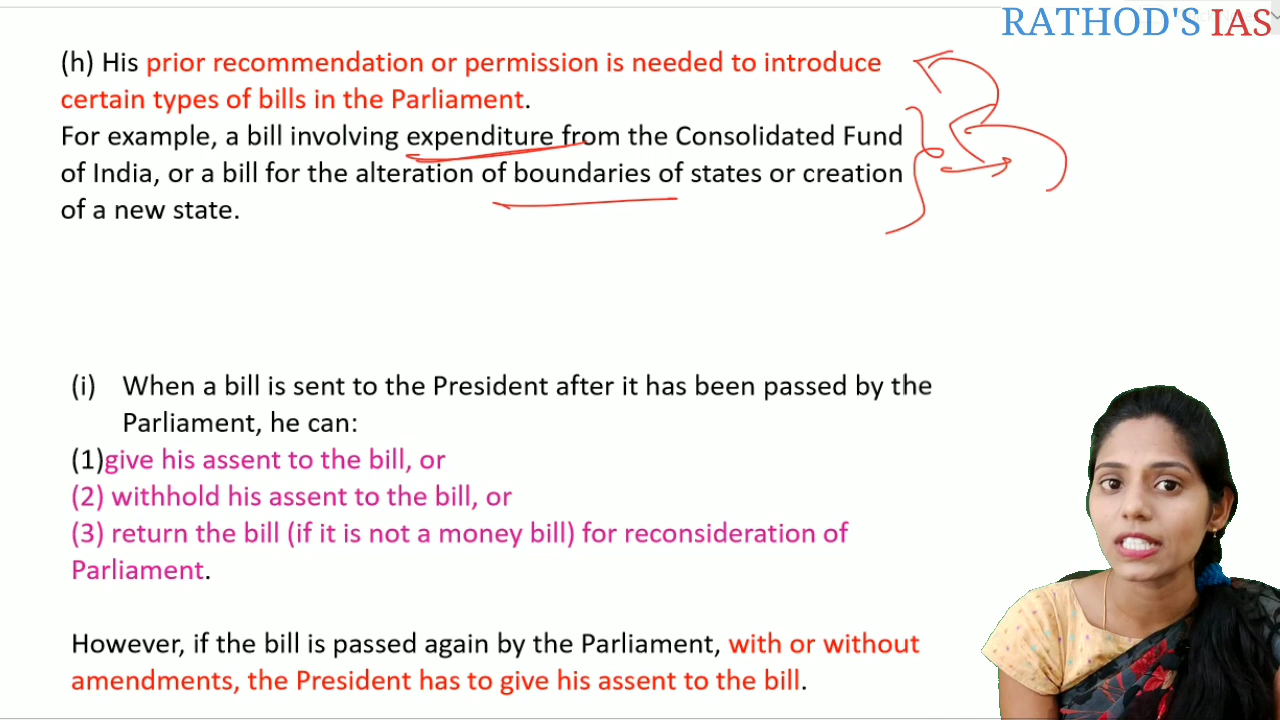 RATHOD'S IAS
(h) His prior recommendation or permission is needed to introduce
certain types of bills in the Parliament.
For example, a bill involving expenditure from the Consolidated Fund
of India, or a bill for the alteration of boundaries of states or creation
of a new state.
(i) When a bill is sent to the President after it has been passed by the
Parliament, he can:
(1)give his assent to the bill, or
(2) withhold his assent to the bill, or
(3) return the bill (if it is not a money bill) for reconsideration of
Parliament.
However, if the bill is passed again by the Parliament, with or without
amendments, the President has to give his assent to the bill.